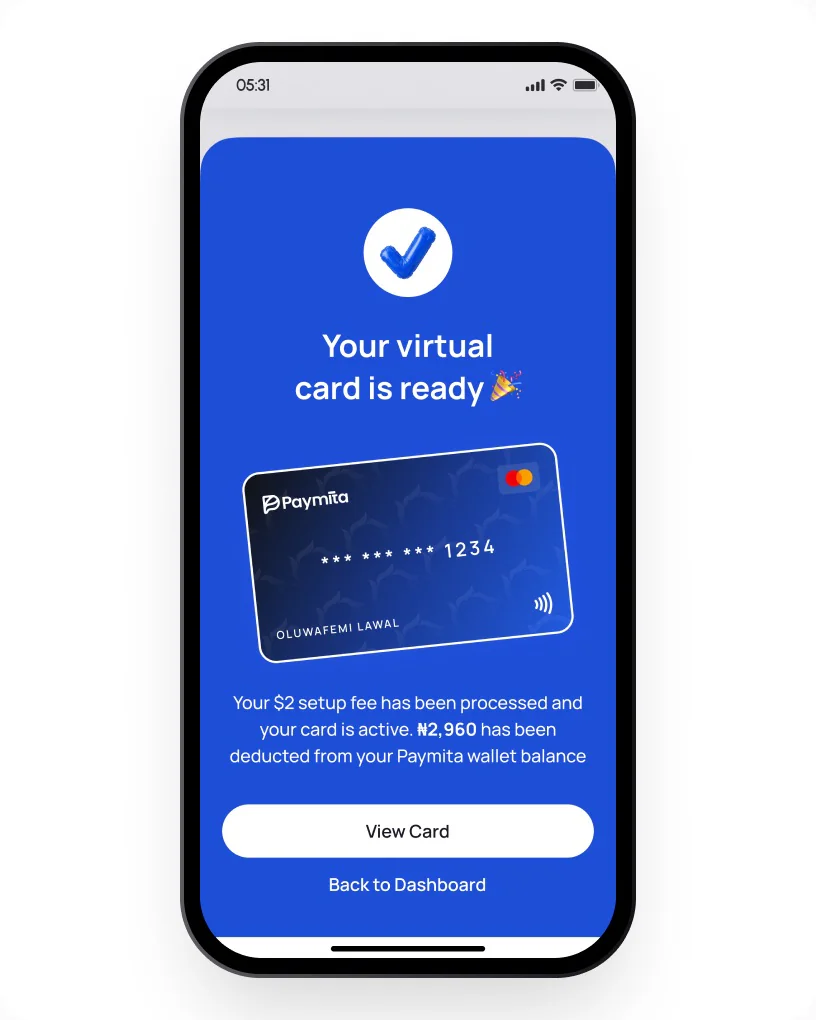 05:31
Your virtual
card is ready 🎉
Paymita
*** *** *** 1234
OLUWAFEMI LAWAL
Your $2 setup fee has been processed and
your card is active. ₦2,960 has been
deducted from your Paymita wallet balance
View Card
Back to Dashboard